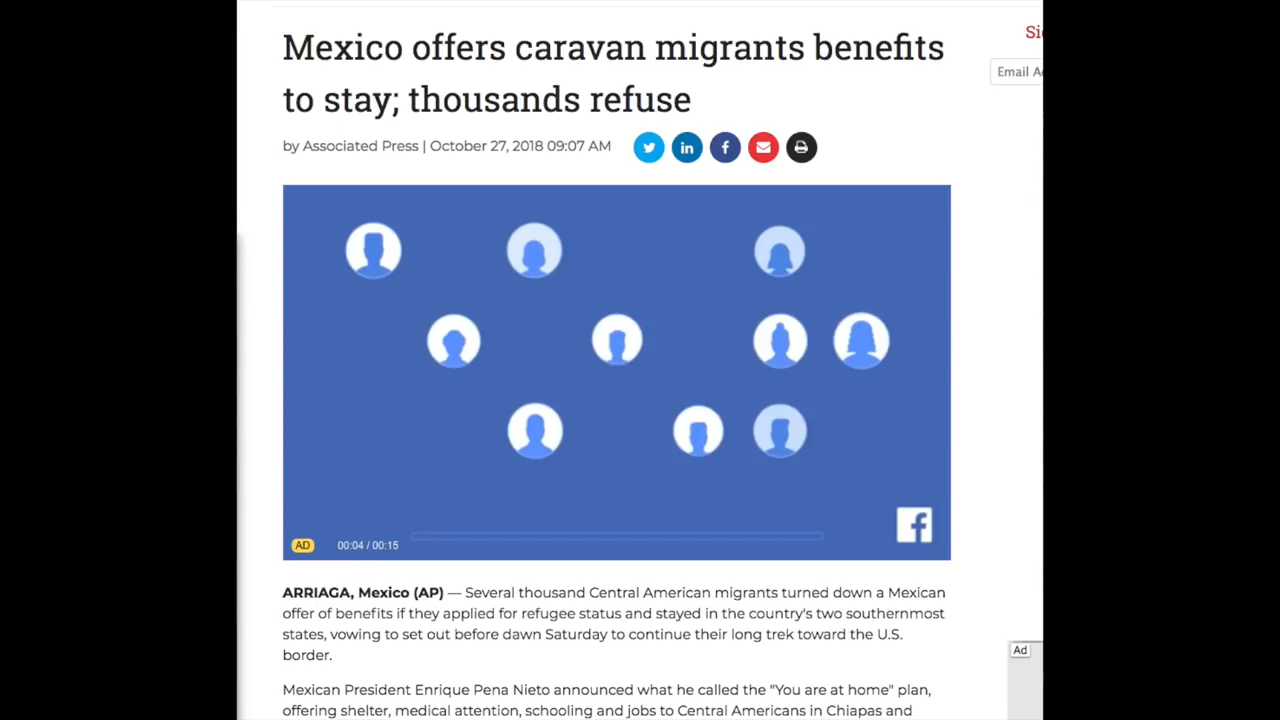 Mexico offers caravan migrants benefits
to stay; thousands refuse
by Associated Press | October 27, 2018 09:07 AM
Email
AD 00:04 / 00:15
ARRIAGA, Mexico (AP) — Several thousand Central American migrants turned down a Mexican
offer of benefits if they applied for refugee status and stayed in the country's two southernmost
states, vowing to set out before dawn Saturday to continue their long trek toward the U.S.
border.
Ad
Mexican President Enrique Pena Nieto announced what he called the "You are at home" plan,
offering shelter, medical attention, schooling and jobs to Central Americans in Chiapas and